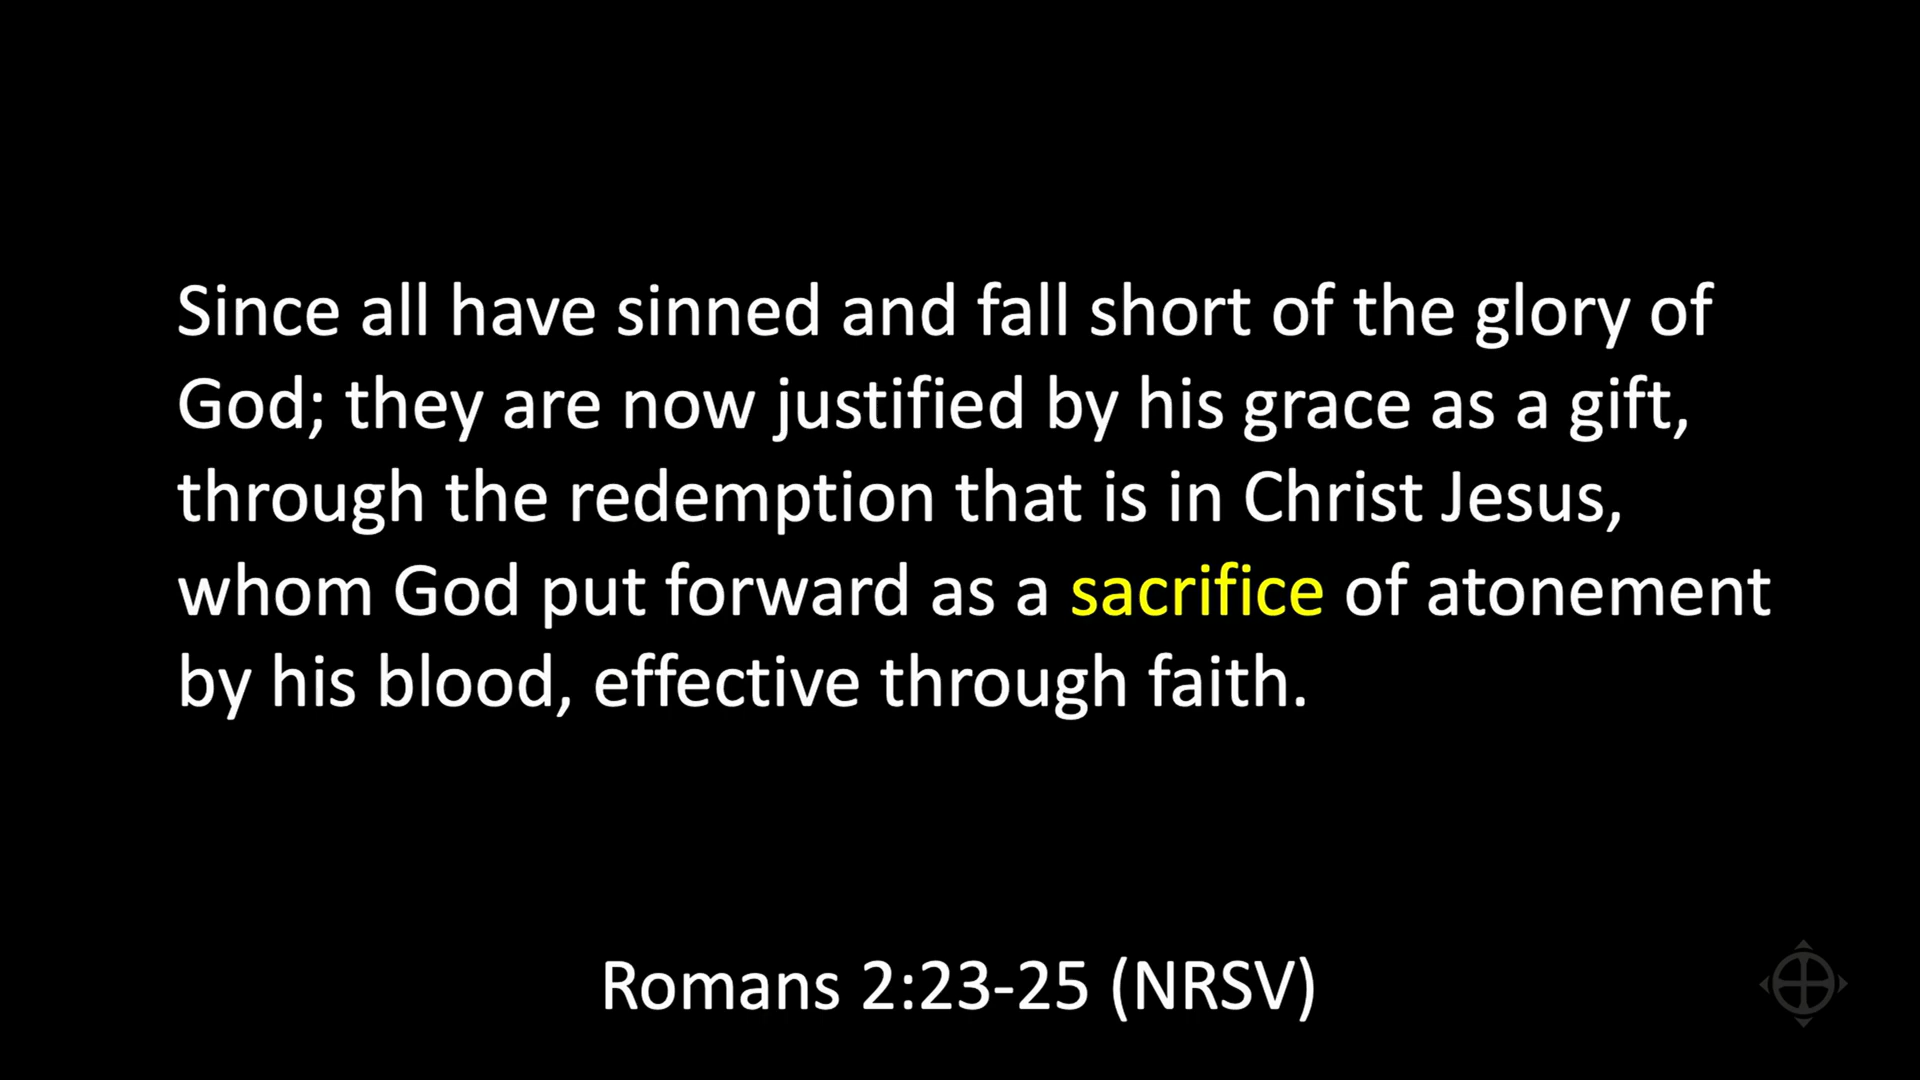 Since all have sinned and fall short of the glory of
God; they are now justified by his grace as a gift,
through the redemption that is in Christ Jesus,
whom God put forward as a sacrifice of atonement
by his blood, effective through faith.
Romans 2:23-25 (NRSV)